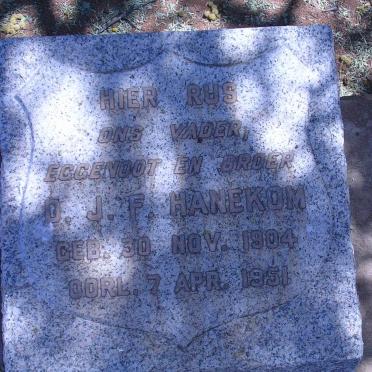 HIER RUS
ONS VADER,
EGGENOOT EN BROER
J. F. HANEKOM
GEB. 30 NOV. 1904
OORL. 7 APR. 1951